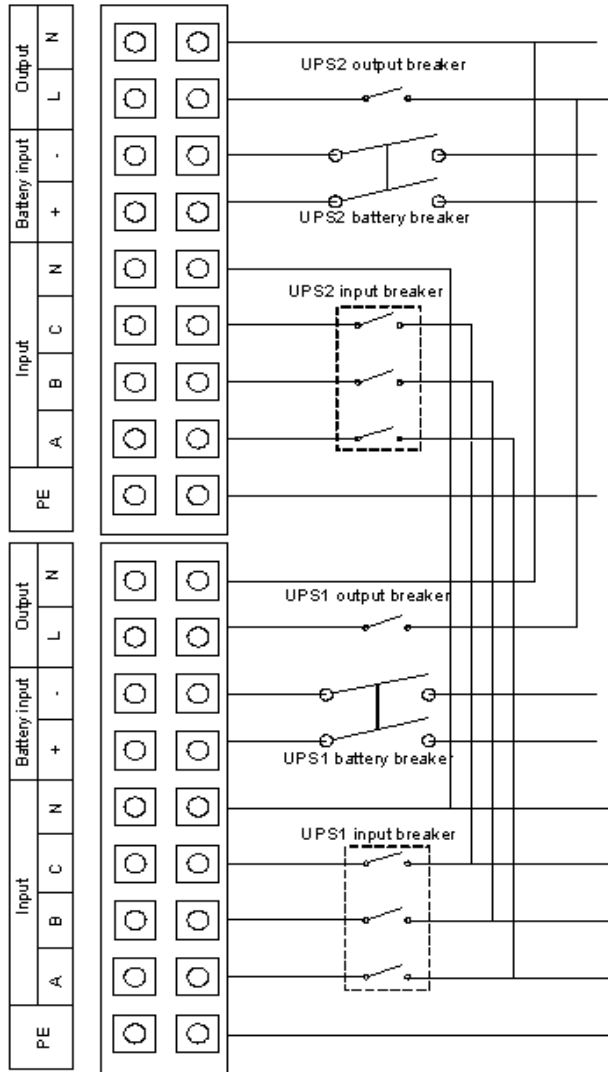 Output
N
L
UPS2 output breaker
Battery input
-
+
UPS2 battery breaker
Input
N
C
B
A
UPS2 input breaker
PE
Output
N
L
UPS1 output breaker
Battery input
-
+
UPS1 battery breaker
Input
N
C
B
A
UPS1 input breaker
PE